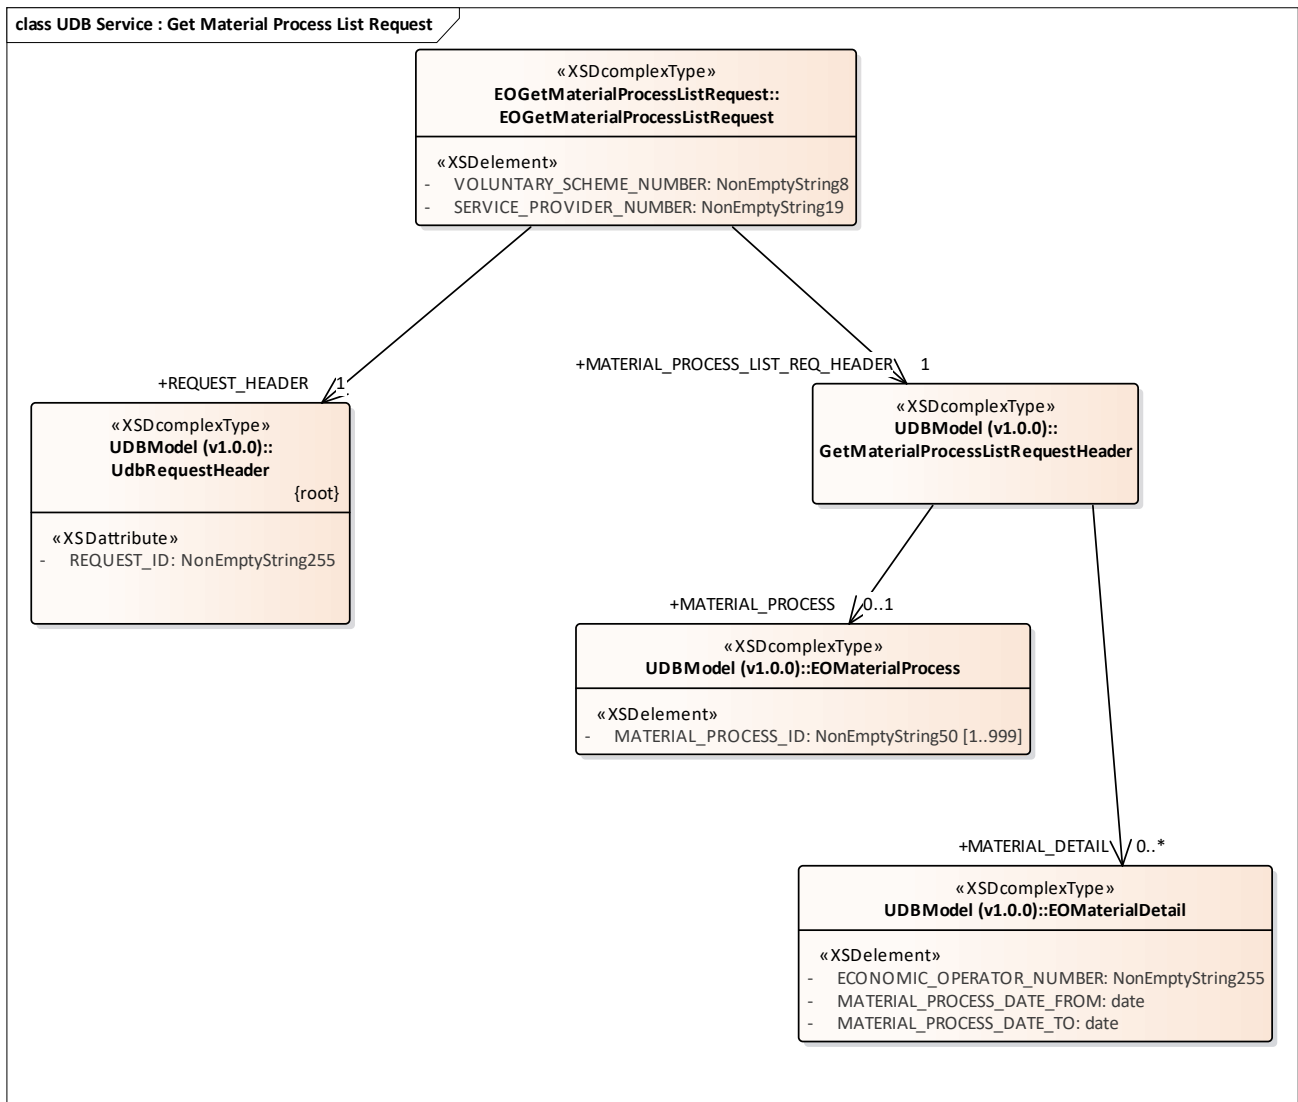 class UDB Service : Get Material Process List Request
«XSDcomplexType»
EOGetMaterialProcessListRequest::
EOGetMaterialProcessListRequest
«XSDelement»
- VOLUNTARY_SCHEME_NUMBER: NonEmptyString8
- SERVICE_PROVIDER_NUMBER: NonEmptyString19
+MATERIAL_PROCESS_LIST_REQ_HEADER 1
+REQUEST_HEADER 1
«XSDcomplexType»
UDBModel (v1.0.0)::
UdbRequestHeader
{root}
«XSDattribute»
- REQUEST_ID: NonEmptyString255
«XSDcomplexType»
UDBModel (v1.0.0)::
GetMaterialProcessListRequestHeader
+MATERIAL_PROCESS 0..1
«XSDcomplexType»
UDBModel (v1.0.0)::EOMaterialProcess
«XSDelement»
- MATERIAL_PROCESS_ID: NonEmptyString50 [1..999]
+MATERIAL_DETAIL 0..*
«XSDcomplexType»
UDBModel (v1.0.0)::EOMaterialDetail
«XSDelement»
- ECONOMIC_OPERATOR_NUMBER: NonEmptyString255
- MATERIAL_PROCESS_DATE_FROM: date
- MATERIAL_PROCESS_DATE_TO: date